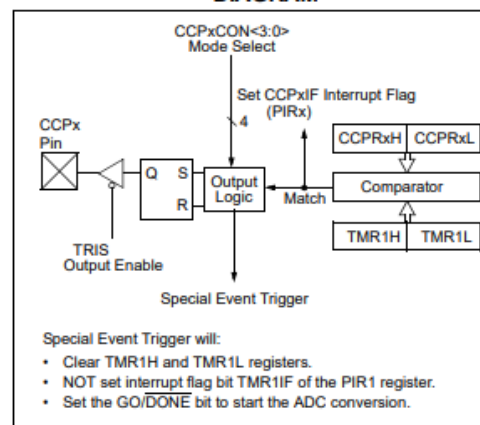 CCPxCON<3:0>
Mode Select
Set CCPxIF Interrupt Flag
(PIRx)
4
CCPx
Pin
CCPRxH CCPRxL
Q S
R
Output
Logic
Match
Comparator
TRIS
Output Enable
TMR1H TMR1L
Special Event Trigger
Special Event Trigger will:
• Clear TMR1H and TMR1L registers.
• NOT set interrupt flag bit TMR1IF of the PIR1 register.
• Set the GO/DONE bit to start the ADC conversion.